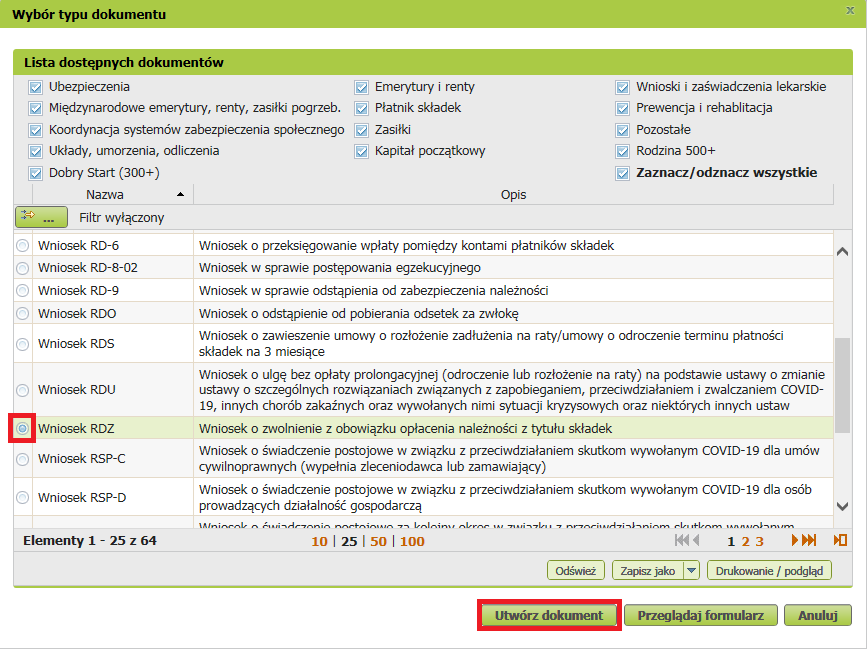 Wybór typu dokumentu
x
Lista dostępnych dokumentów
Ubezpieczenia
Emerytury i renty
Wnioski i zaświadczenia lekarskie
Międzynarodowe emerytury, renty, zasiłki pogrzeb.
Płatnik składek
Prewencja i rehabilitacja
Koordynacja systemów zabezpieczenia społecznego
Zasiłki
Pozostałe
Układy, umorzenia, odliczenia
Kapitał początkowy
Rodzina 500+
Dobry Start (300+)
Zaznacz/odznacz wszystkie
Nazwa
Opis
...
Filtr wyłączony
Wniosek RD-6
Wniosek o przeksięgowanie wpłaty pomiędzy kontami płatników składek
Wniosek RD-8-02
Wniosek w sprawie postępowania egzekucyjnego
Wniosek RD-9
Wniosek w sprawie odstąpienia od zabezpieczenia należności
Wniosek RDO
Wniosek o odstąpienie od pobierania odsetek za zwłokę
Wniosek RDS
Wniosek o zawieszenie umowy o rozłożenie zadłużenia na raty/umowy o odroczenie terminu płatności
składek na 3 miesiące
Wniosek RDU
Wniosek o ulgę bez opłaty prolongacyjnej (odroczenie lub rozłożenie na raty) na podstawie ustawy o zmianie
ustawy o szczególnych rozwiązaniach związanych z zapobieganiem, przeciwdziałaniem i zwalczaniem COVID-
19, innych chorób zakaźnych oraz wywołanych nimi sytuacji kryzysowych oraz niektórych innych ustaw
Wniosek RDZ
Wniosek o zwolnienie z obowiązku opłacenia należności z tytułu składek
Wniosek RSP-C
Wniosek o świadczenie postojowe w związku z przeciwdziałaniem skutkom wywołanym COVID-19 dla umów
cywilnoprawnych (wypełnia zleceniodawca lub zamawiający)
Wniosek RSP-D
Wniosek o świadczenie postojowe w związku z przeciwdziałaniem skutkom wywołanym COVID-19 dla osób
prowadzących działalność gospodarczą
Wniosek o świadczenie postojowe za kolejny okres w związku z przeciwdziałaniem skutkom wywołanym
Elementy 1 - 25 z 64
10 | 25 | 50 | 100
1 2 3
Odśwież
Zapisz jako
Drukowanie / podgląd
Utwórz dokument
Przeglądaj formularz
Anuluj